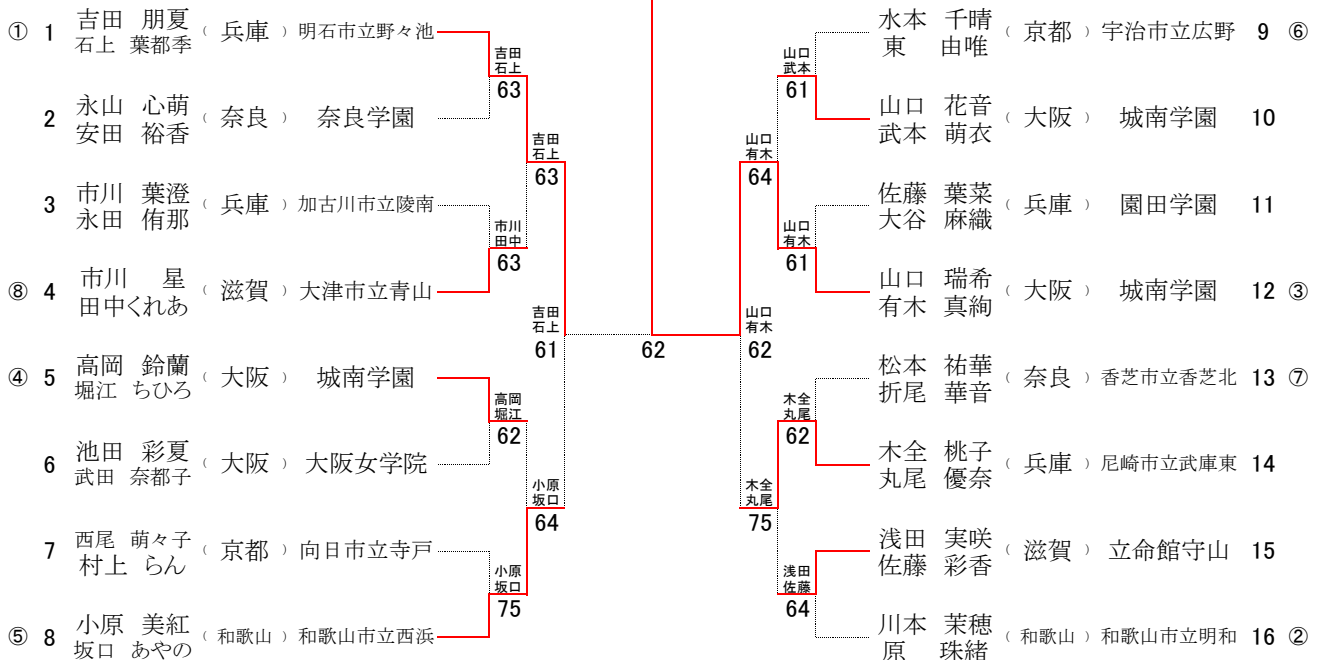 ① 1 吉田 朋夏 石上 葉都季 ( 兵庫 ) 明石市立野々池
2 永山 心萌 安田 裕香 ( 奈良 ) 奈良学園
3 市川 葉澄 永田 侑那 ( 兵庫 ) 加古川市立陵南
⑧ 4 市川 星 田中くれあ ( 滋賀 ) 大津市立青山
④ 5 高岡 鈴蘭 堀江 ちひろ ( 大阪 ) 城南学園
6 池田 彩夏 武田 奈都子 ( 大阪 ) 大阪女学院
7 西尾 萌々子 村上 らん ( 京都 ) 向日市立寺戸
⑤ 8 小原 美紅 坂口 あやの ( 和歌山 ) 和歌山市立西浜
吉田 石上
63
市川 田中
63
高岡 堀江
62
小原 坂口
75
吉田 石上
63
小原 坂口
64
吉田 石上
61
62
山口 有木
62
山口 有木
64
木全 丸尾
75
山口 武本
61
山口 有木
61
木全 丸尾
62
浅田 佐藤
64
水本 千晴 東 由唯 ( 京都 ) 宇治市立広野 9 ⑥
山口 花音 武本 萌衣 ( 大阪 ) 城南学園 10
佐藤 葉菜 大谷 麻織 ( 兵庫 ) 園田学園 11
山口 瑞希 有木 真絢 ( 大阪 ) 城南学園 12 ③
松本 祐華 折尾 華音 ( 奈良 ) 香芝市立香芝北 13 ⑦
木全 桃子 丸尾 優奈 ( 兵庫 ) 尼崎市立武庫東 14
浅田 実咲 佐藤 彩香 ( 滋賀 ) 立命館守山 15
川本 茉穂 原 珠緒 ( 和歌山 ) 和歌山市立明和 16 ②